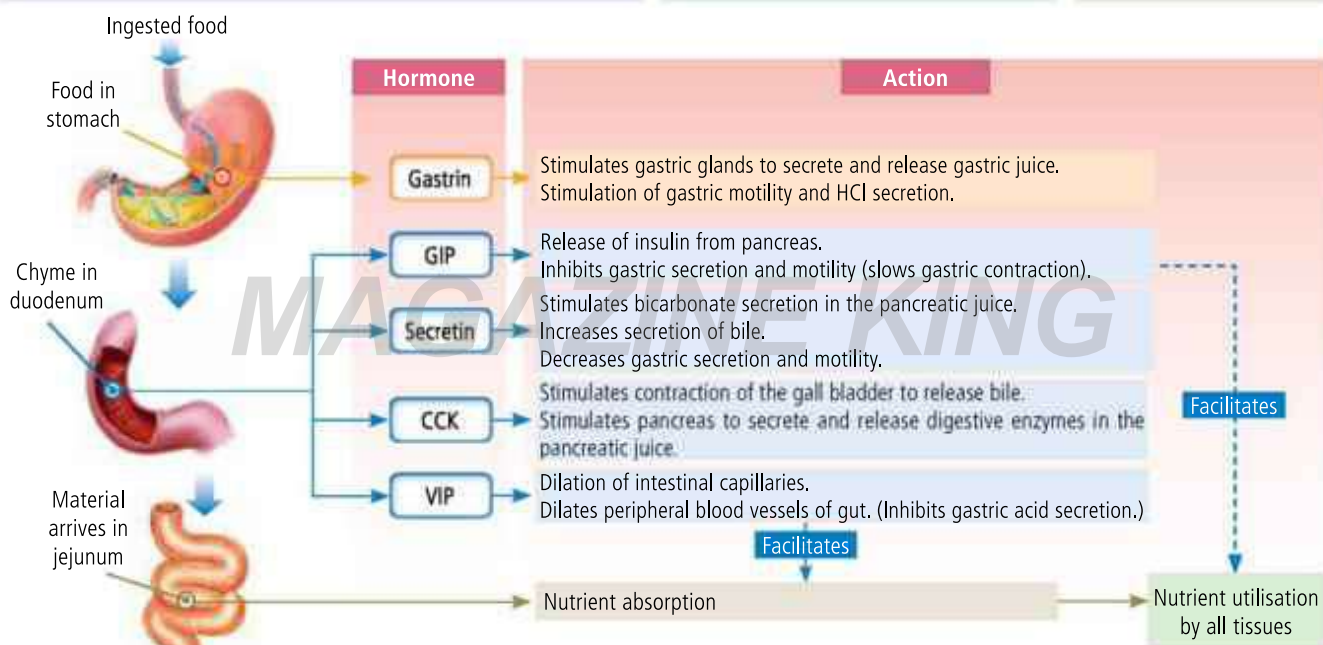 Ingested food
Food in
stomach
Hormone
Action
Gastrin
Stimulates gastric glands to secrete and release gastric juice.
Stimulation of gastric motility and HCl secretion.
GIP
Release of insulin from pancreas.
Inhibits gastric secretion and motility (slows gastric contraction).
Chyme in
duodenum
MAGAZINE KING
Secretin
Stimulates bicarbonate secretion in the pancreatic juice.
Increases secretion of bile.
Decreases gastric secretion and motility.
CCK
Stimulates contraction of the gall bladder to release bile.
Stimulates pancreas to secrete and release digestive enzymes in the
pancreatic juice.
Facilitates
VIP
Dilation of intestinal capillaries.
Dilates peripheral blood vessels of gut. (Inhibits gastric acid secretion.)
Facilitates
Material
arrives in
jejunum
Nutrient absorption
Nutrient utilisation
by all tissues